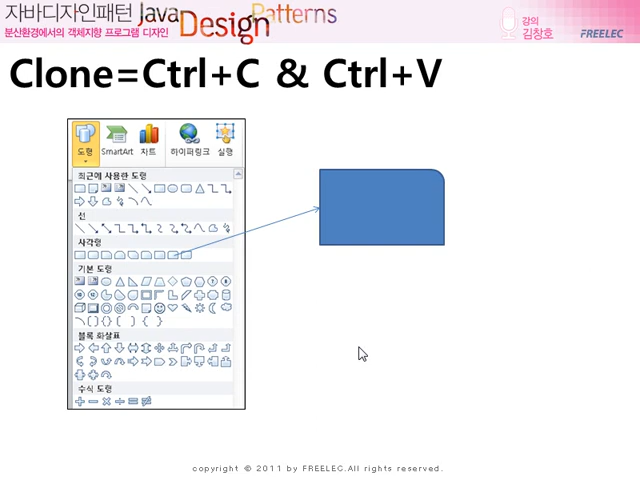 자바디자인패턴 Java Design Patterns
분산환경에서의 객체지향 프로그램 디자인
강의
김창호
FREELEC
Clone=Ctrl+C & Ctrl+V
도형 SmartArt 차트 하이퍼링크 실행
최근에 사용한 도형
선
사각형
기본 도형
블록 화살표
수식 도형
copyright © 2011 by FREELEC.All rights reserved.